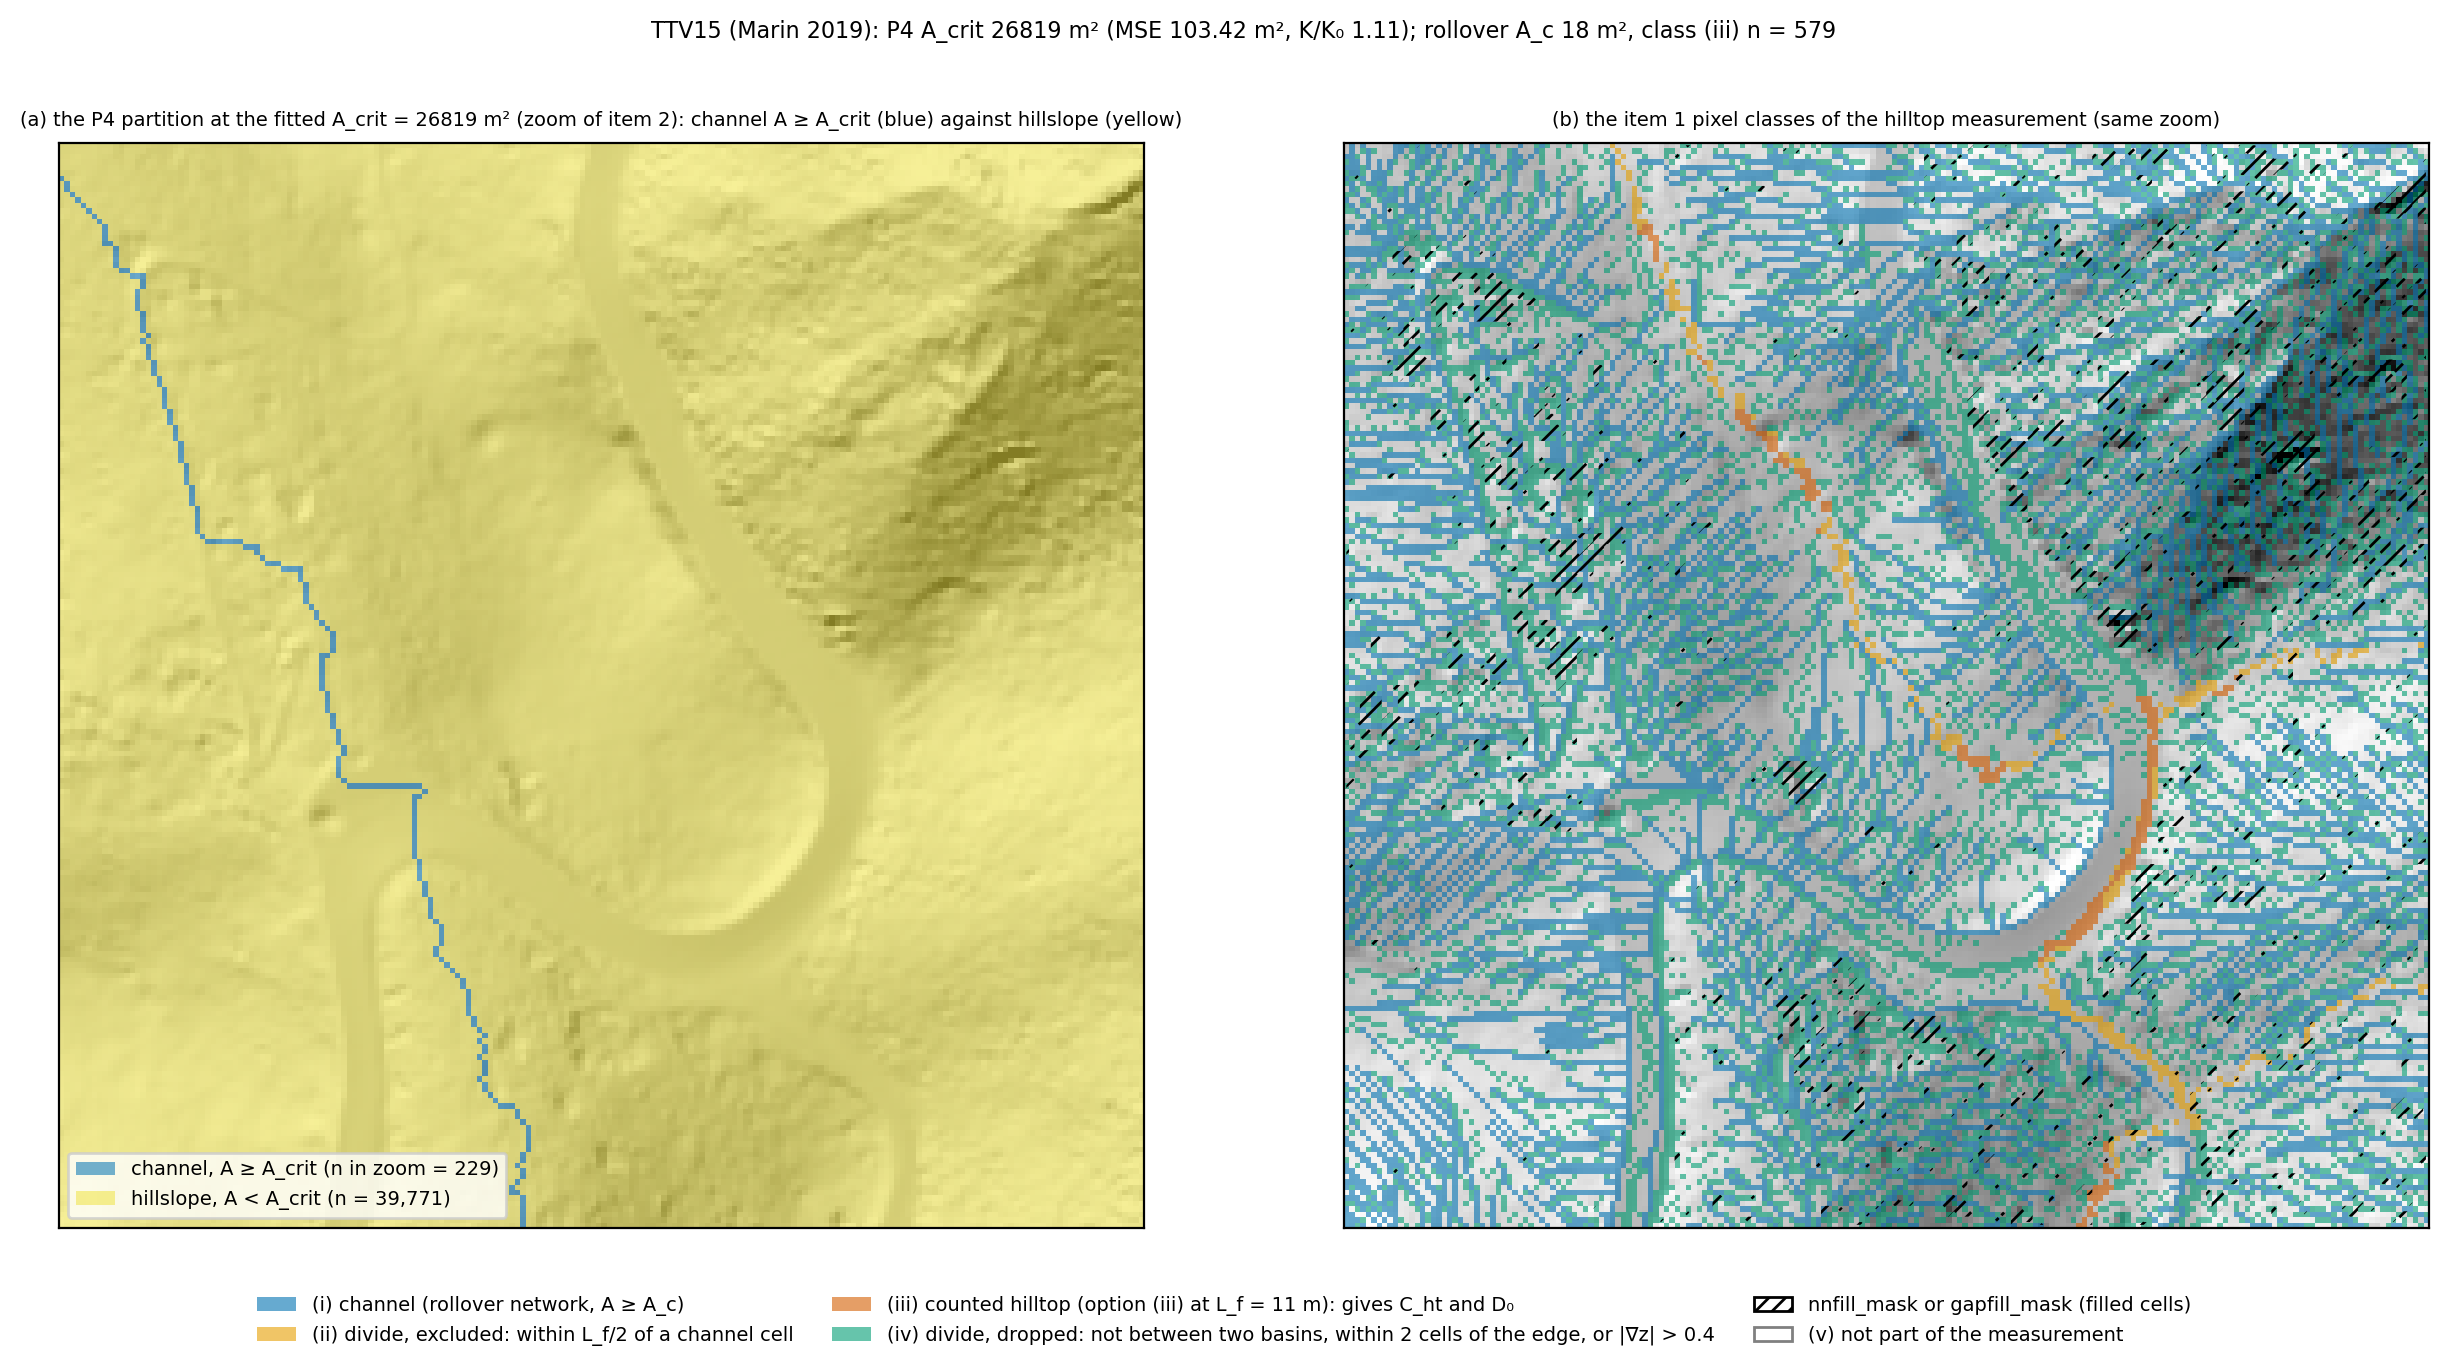 TTV15 (Marin 2019): P4 A_crit 26819 m² (MSE 103.42 m², K/K₀ 1.11); rollover A_c 18 m², class (iii) n = 579
(a) the P4 partition at the fitted A_crit = 26819 m² (zoom of item 2): channel A ≥ A_crit (blue) against hillslope (yellow)
(b) the item 1 pixel classes of the hilltop measurement (same zoom)
channel, A ≥ A_crit (n in zoom = 229)
hillslope, A < A_crit (n = 39,771)
(i) channel (rollover network, A ≥ A_c)
(ii) divide, excluded: within L_f/2 of a channel cell
(iii) counted hilltop (option (iii) at L_f = 11 m): gives C_ht and D₀
(iv) divide, dropped: not between two basins, within 2 cells of the edge, or |∇z| > 0.4
nnfill_mask or gapfill_mask (filled cells)
(v) not part of the measurement